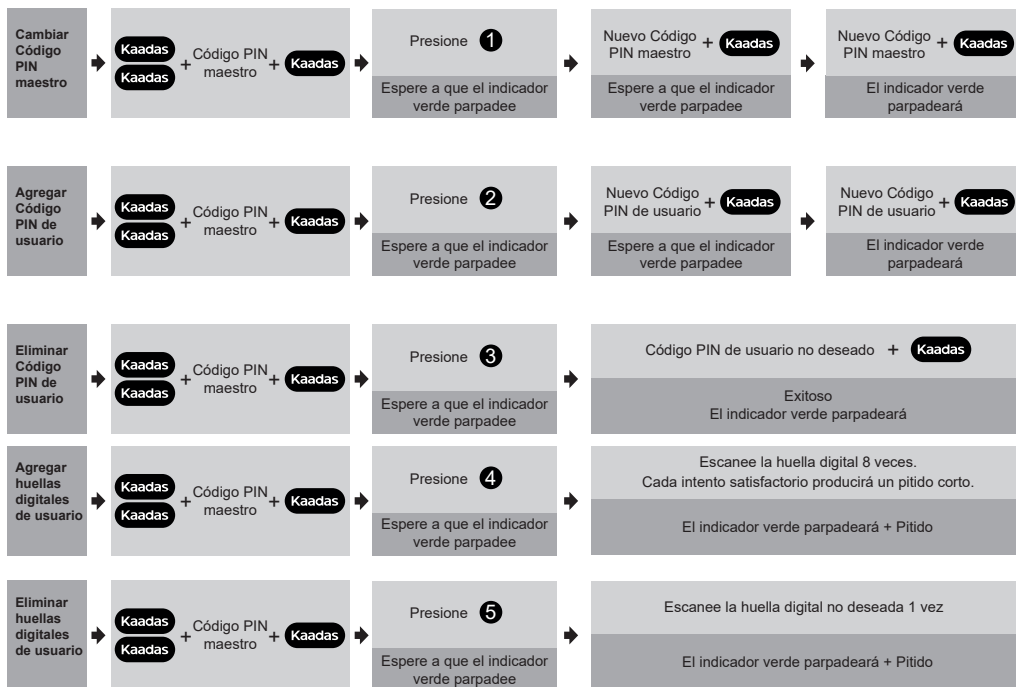 Cambiar
Código
PIN
maestro
Kaadas
Kaadas
+
Código PIN
maestro
+
Kaadas
Presione 1
Espere a que el indicador
verde parpadee
Nuevo Código
PIN maestro
+
Kaadas
Espere a que el indicador
verde parpadee
Nuevo Código
PIN maestro
+
Kaadas
El indicador verde
parpadeará
Agregar
Código
PIN de
usuario
Kaadas
Kaadas
+
Código PIN
maestro
+
Kaadas
Presione 2
Espere a que el indicador
verde parpadee
Nuevo Código
PIN de usuario
+
Kaadas
Espere a que el indicador
verde parpadee
Nuevo Código
PIN de usuario
+
Kaadas
El indicador verde
parpadeará
Eliminar
Código
PIN de
usuario
Kaadas
Kaadas
+
Código PIN
maestro
+
Kaadas
Presione 3
Espere a que el indicador
verde parpadee
Código PIN de usuario no deseado + Kaadas
Exitoso
El indicador verde parpadeará
Agregar
huellas
digitales
de usuario
Kaadas
Kaadas
+
Código PIN
maestro
+
Kaadas
Presione 4
Espere a que el indicador
verde parpadee
Escanee la huella digital 8 veces.
Cada intento satisfactorio producirá un pitido corto.
El indicador verde parpadeará + Pitido
Eliminar
huellas
digitales
de usuario
Kaadas
Kaadas
+
Código PIN
maestro
+
Kaadas
Presione 5
Espere a que el indicador
verde parpadee
Escanee la huella digital no deseada 1 vez
El indicador verde parpadeará + Pitido